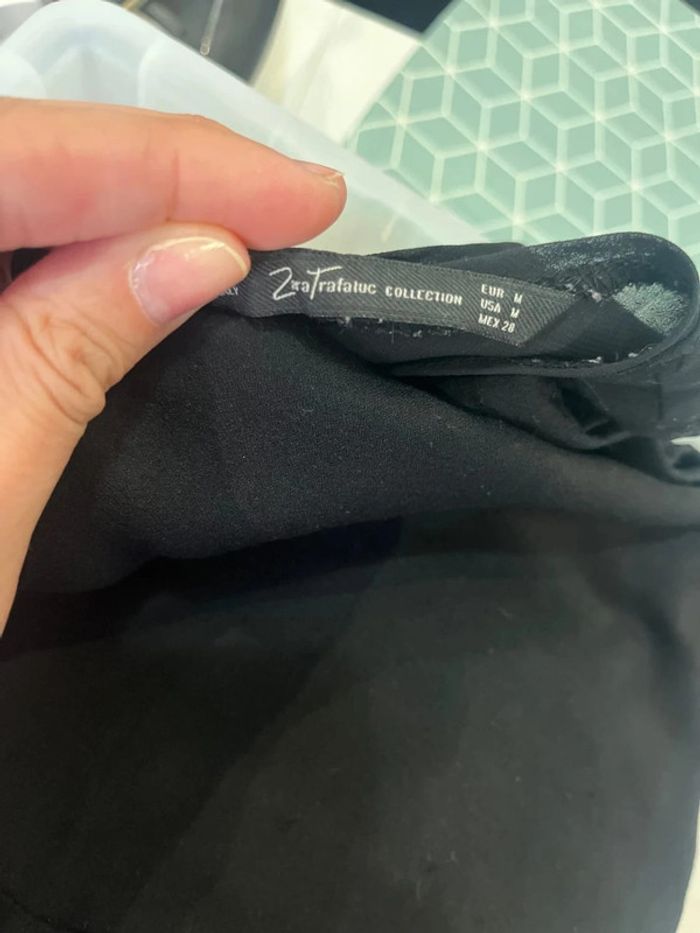 Zara Trafaluc COLLECTION
EUR M
USA M
MEX 28